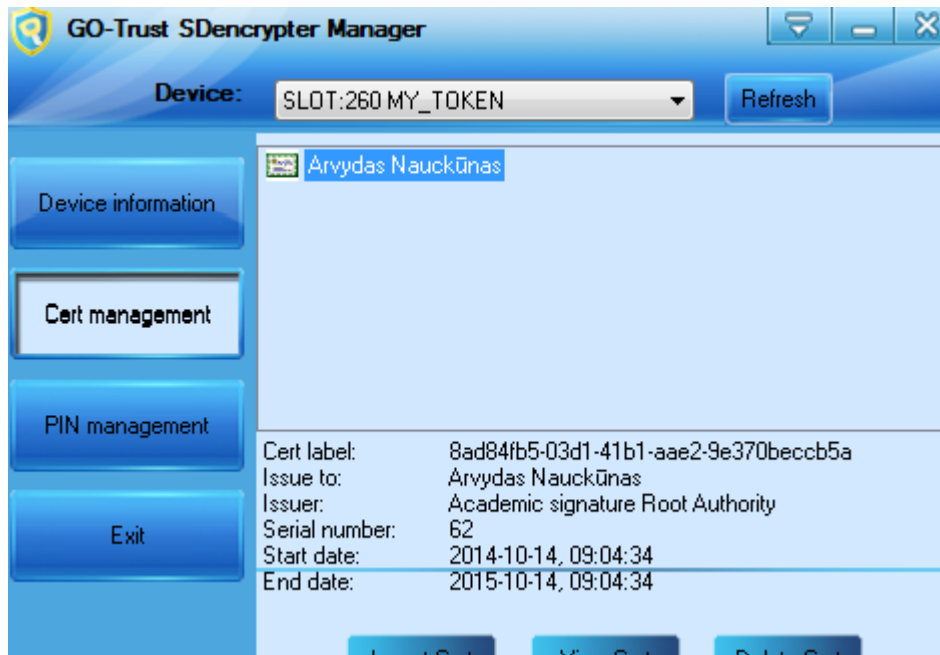 GO-Trust SDencrypter Manager
Device: SLOT:260 MY_TOKEN Refresh
Arvydas Nauckūnas
Device information
Cert management
PIN management
Exit
Cert label: 8ad84fb5-03d1-41b1-aae2-9e370beccb5a
Issue to: Arvydas Nauckūnas
Issuer: Academic signature Root Authority
Serial number: 62
Start date: 2014-10-14, 09:04:34
End date: 2015-10-14, 09:04:34